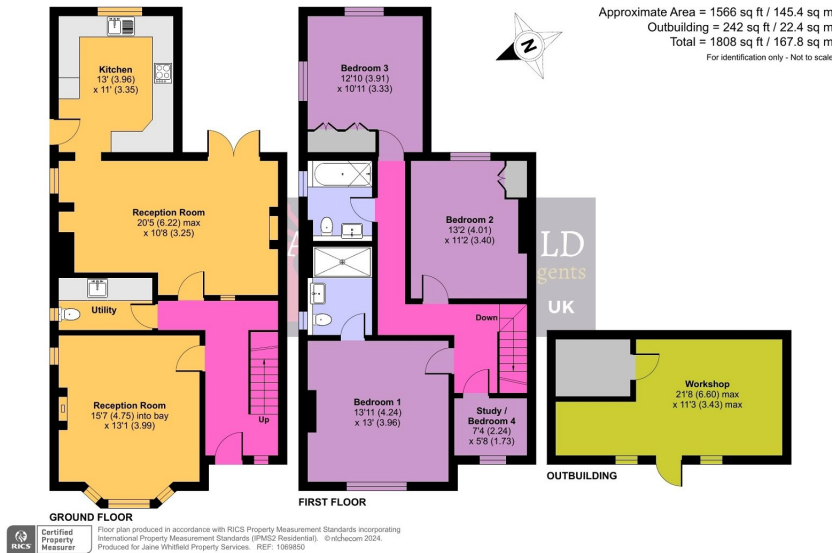 Approximate Area = 1566 sq ft / 145.4 sq m
Outbuilding = 242 sq ft / 22.4 sq m
Total = 1808 sq ft / 167.8 sq m
For identification only - Not to scale
N
Kitchen
13' (3.96)
x 11' (3.35)
Reception Room
20'5 (6.22) max
x 10'8 (3.25)
Utility
Reception Room
15'7 (4.75) into bay
x 13'1 (3.99)
Up
GROUND FLOOR
Bedroom 3
12'10 (3.91)
x 10'11 (3.33)
Bedroom 2
13'2 (4.01)
x 11'2 (3.40)
Down
Bedroom 1
13'11 (4.24)
x 13' (3.96)
Study /
Bedroom 4
7'4 (2.24)
x 5'8 (1.73)
FIRST FLOOR
LD
gents
UK
Workshop
21'8 (6.60) max
x 11'3 (3.43) max
OUTBUILDING
RICS
Certified
Property
Measurer
Floor plan produced in accordance with RICS Property Measurement Standards incorporating
International Property Measurement Standards (IPMS2 Residential). © ntchecom 2024.
Produced for Jaine Whitfield Property Services. REF: 1069850